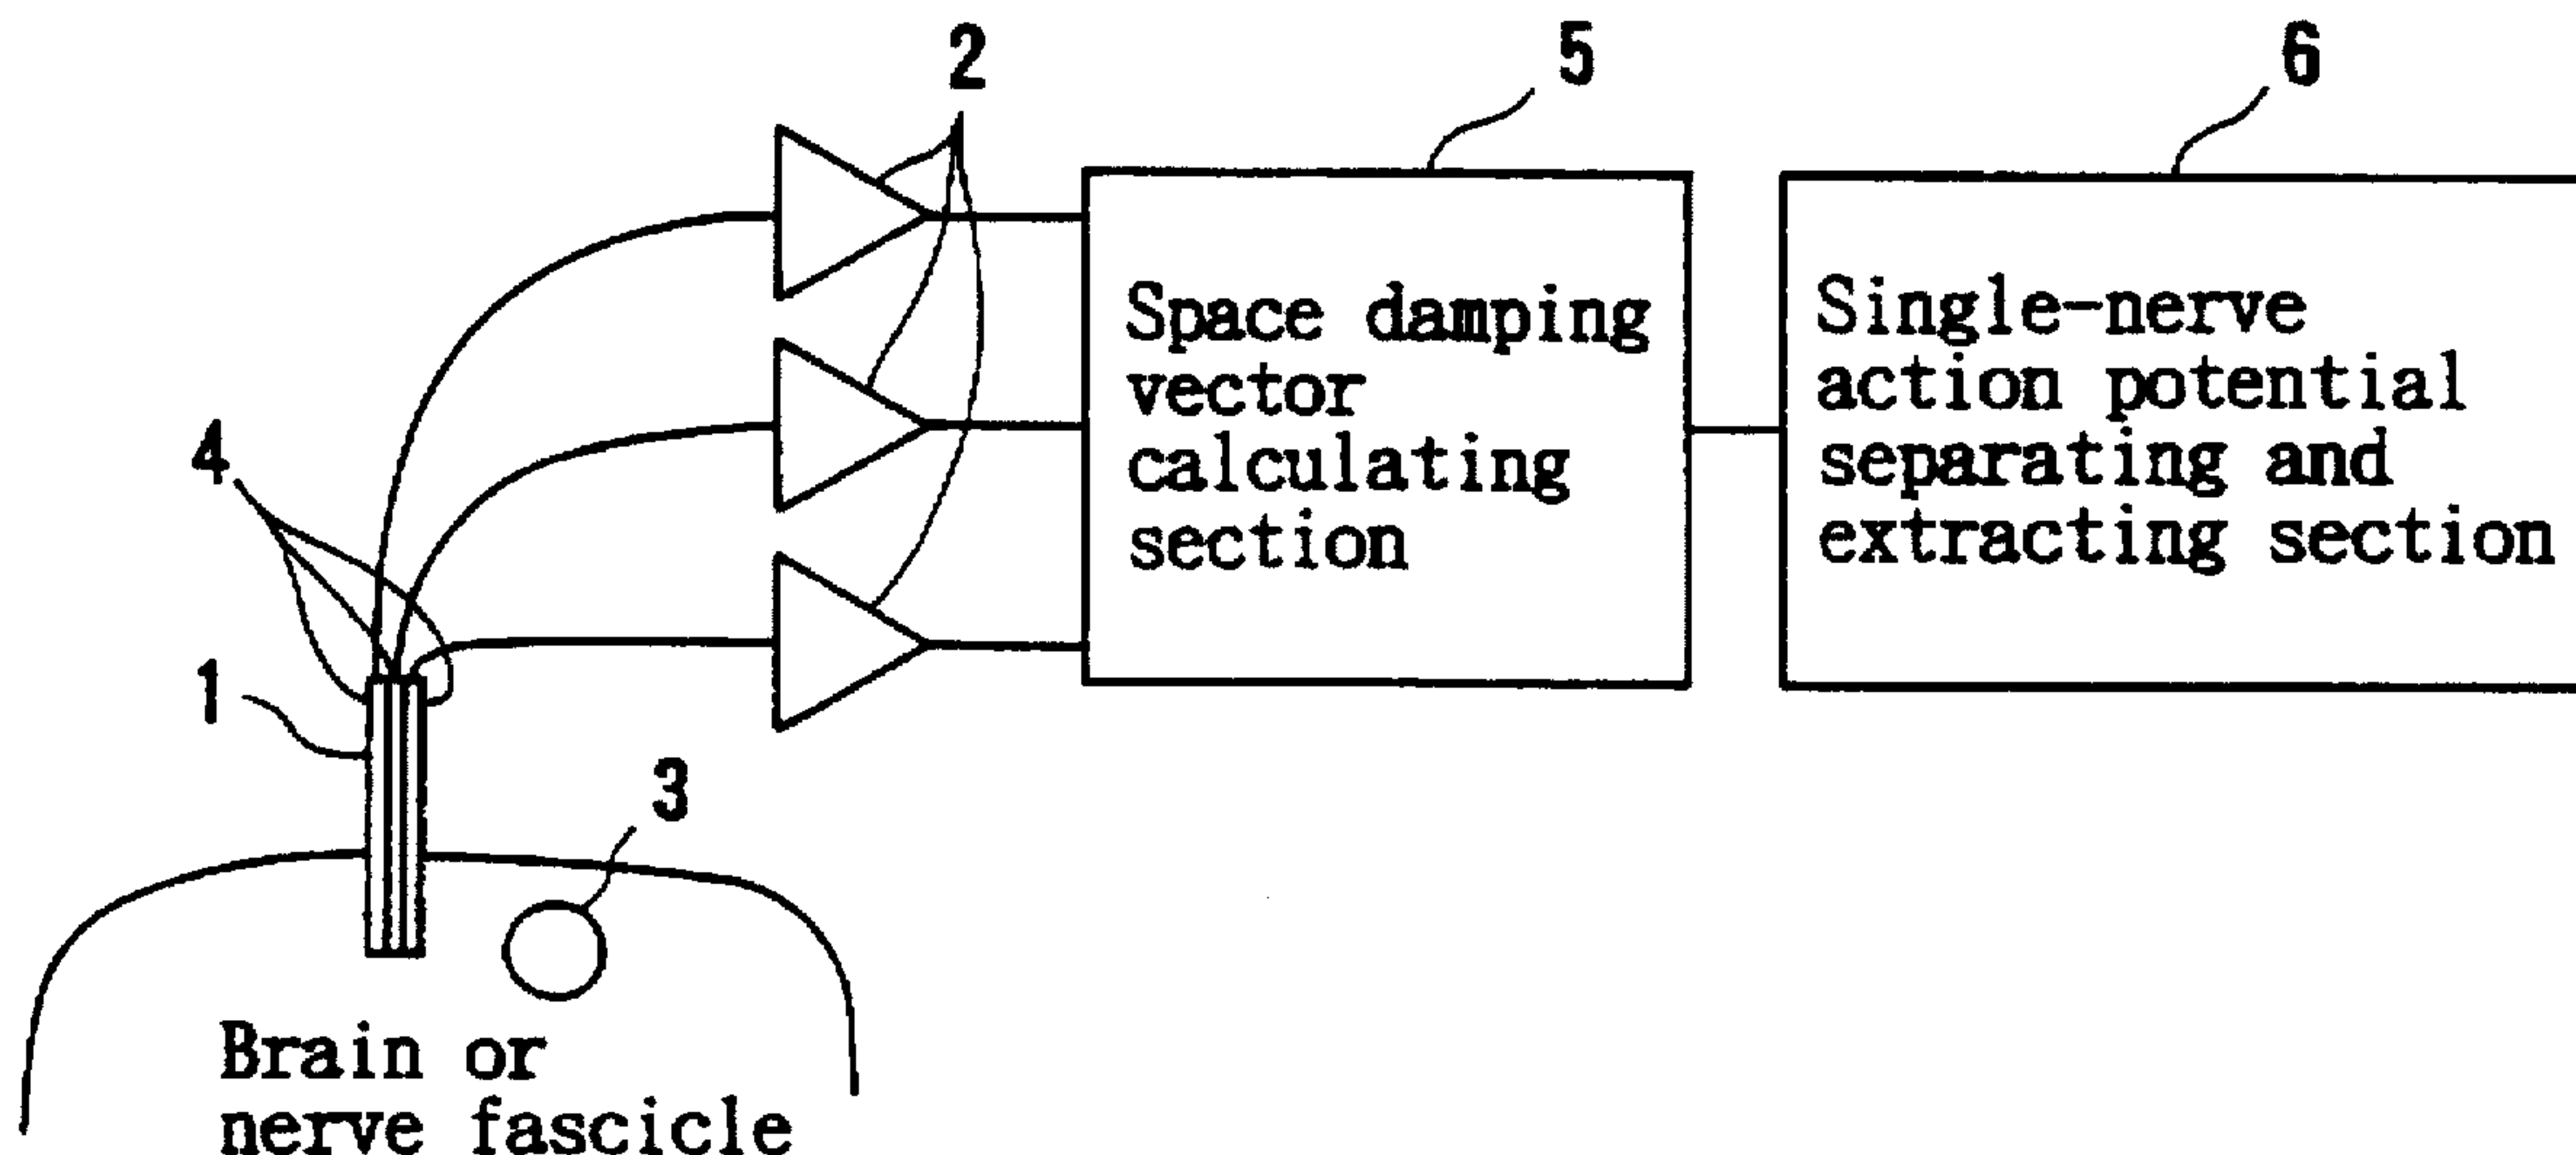 2
5
6
Space damping
vector
calculating
section
Single-nerve
action potential
separating and
extracting section
4
1
3
Brain or
nerve fascicle